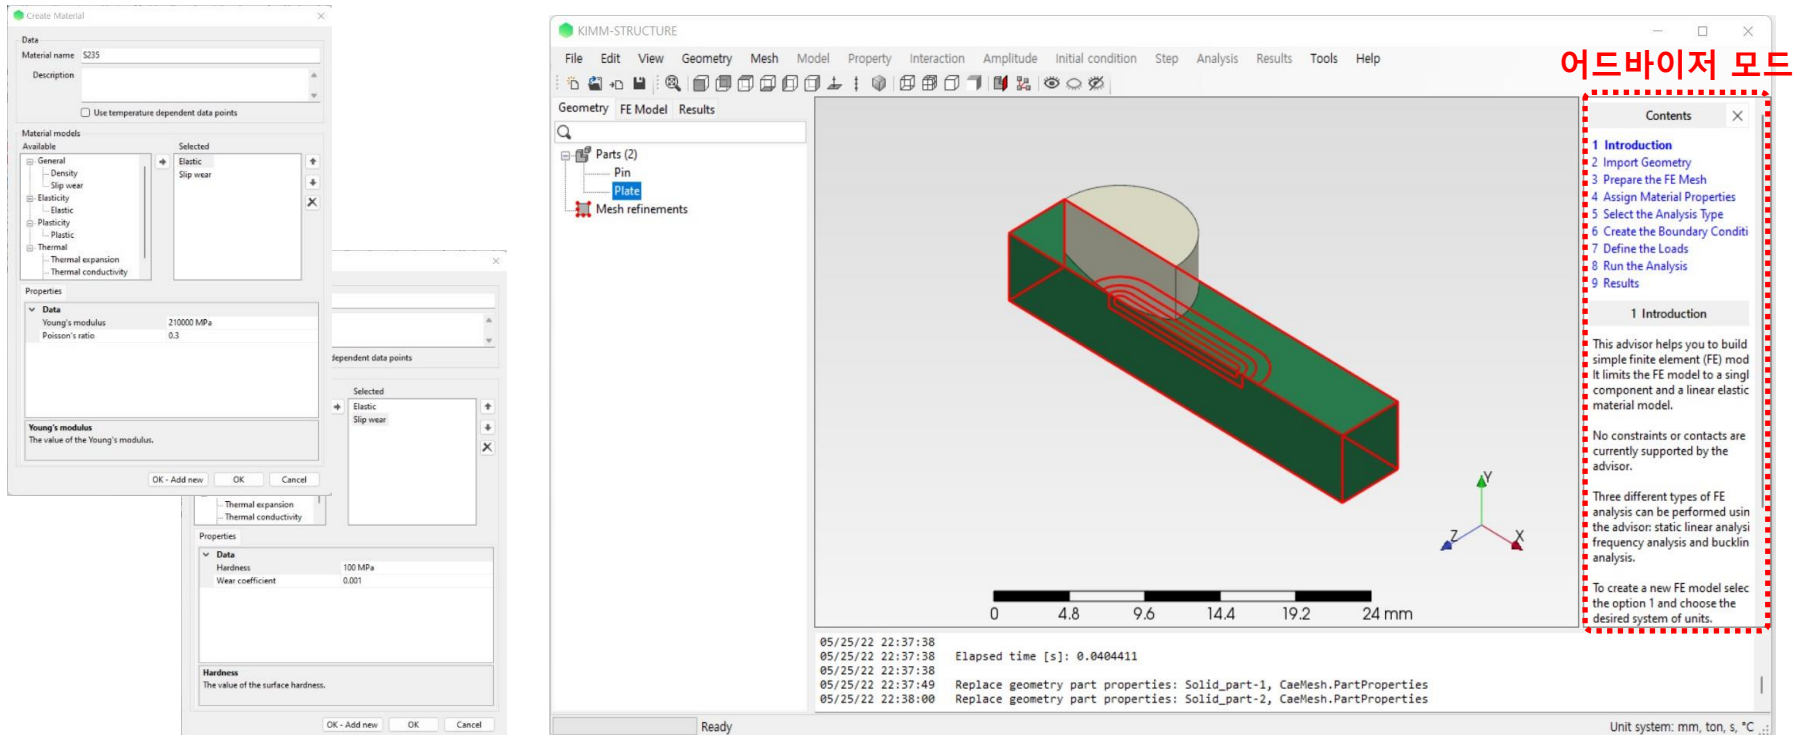 Create Material
Data
Material name S235
Description
Use temperature dependent data points
Material models
Available
Selected
General
Density
Slip wear
Elasticity
Elastic
Plasticity
Plastic
Thermal
Thermal expansion
Thermal conductivity
Elastic
Slip wear
Properties
Data
Young's modulus 210000 MPa
Poisson's ratio 0.3
Young's modulus
The value of the Young's modulus.
OK - Add new OK Cancel
dependent data points
Selected
Elastic
Slip wear
Thermal expansion
Thermal conductivity
Properties
Data
Hardness 100 MPa
Wear coefficient 0.001
Hardness
The value of the surface hardness.
OK - Add new OK Cancel
KIMM-STRUCTURE
File Edit View Geometry Mesh Model Property Interaction Amplitude Initial condition Step Analysis Results Tools Help
어드바이저 모드
Geometry FE Model Results
Parts (2)
Pin
Plate
Mesh refinements
Y
Z
X
0 4.8 9.6 14.4 19.2 24 mm
Contents
1 Introduction
2 Import Geometry
3 Prepare the FE Mesh
4 Assign Material Properties
5 Select the Analysis Type
6 Create the Boundary Conditi
7 Define the Loads
8 Run the Analysis
9 Results
1 Introduction
This advisor helps you to build
simple finite element (FE) mod
It limits the FE model to a singl
component and a linear elastic
material model.
No constraints or contacts are
currently supported by the
advisor.
Three different types of FE
analysis can be performed usin
the advisor: static linear analysi
frequency analysis and bucklin
analysis.
To create a new FE model selec
the option 1 and choose the
desired system of units.
05/25/22 22:37:38
05/25/22 22:37:38 Elapsed time [s]: 0.0404411
05/25/22 22:37:38
05/25/22 22:37:49 Replace geometry part properties: Solid_part-1, CaeMesh.PartProperties
05/25/22 22:38:00 Replace geometry part properties: Solid_part-2, CaeMesh.PartProperties
Ready
Unit system: mm, ton, s, °C